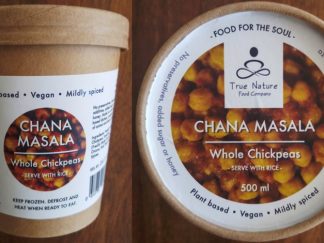 based • Vegan • Mildly spiced
CHANA
MASALA
Whole Chickpeas
- SERVE WITH RICE -
KEEP FROZEN, DEFROST AND
HEAT WHEN READY TO EAT.
- FOOD FOR THE SOUL -
True Nature
Food Company
No preservatives, added sugar or honey
CHANA MASALA
Whole Chickpeas
- SERVE WITH RICE -
500 ml
Plant based • Vegan • Mildly spiced